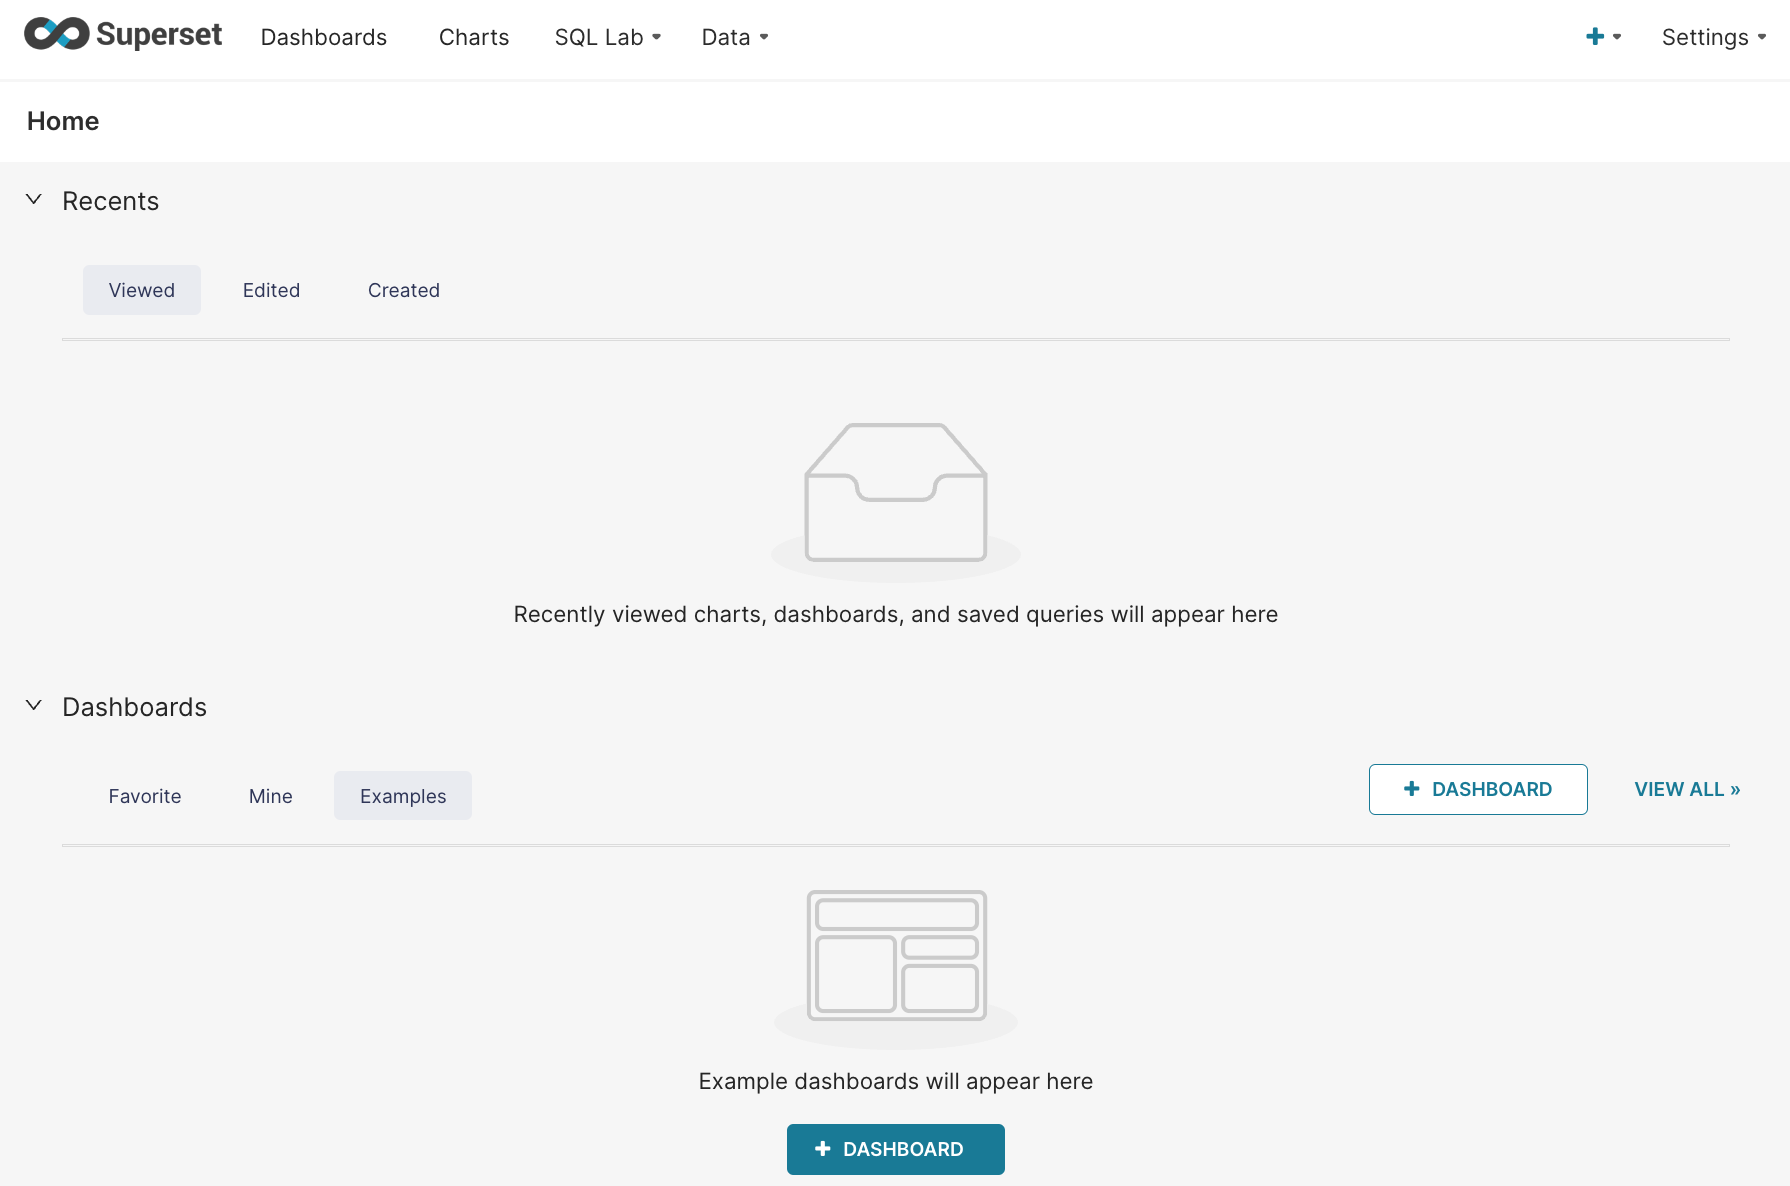 Superset Dashboards Charts SQL Lab Data Settings
Home
Recents
Viewed Edited Created
Recently viewed charts, dashboards, and saved queries will appear here
Dashboards
Favorite Mine Examples + DASHBOARD VIEW ALL »
Example dashboards will appear here
+ DASHBOARD